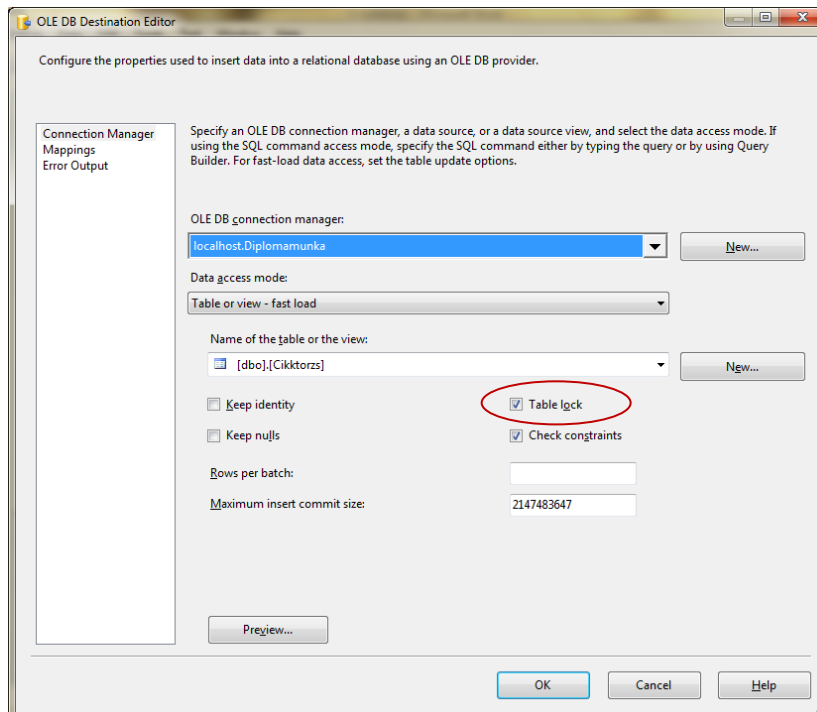 OLE DB Destination Editor
Configure the properties used to insert data into a relational database using an OLE DB provider.
Connection Manager
Mappings
Error Output
Specify an OLE DB connection manager, a data source, or a data source view, and select the data access mode. If
using the SQL command access mode, specify the SQL command either by typing the query or by using Query
Builder. For fast-load data access, set the table update options.
OLE DB connection manager:
localhost.Diplomamunka
New...
Data access mode:
Table or view - fast load
Name of the table or the view:
[dbo].[Cikktorzs]
New...
Keep identity
Table lock
Keep nulls
Check constraints
Rows per batch:
Maximum insert commit size:
2147483647
Preview...
OK
Cancel
Help